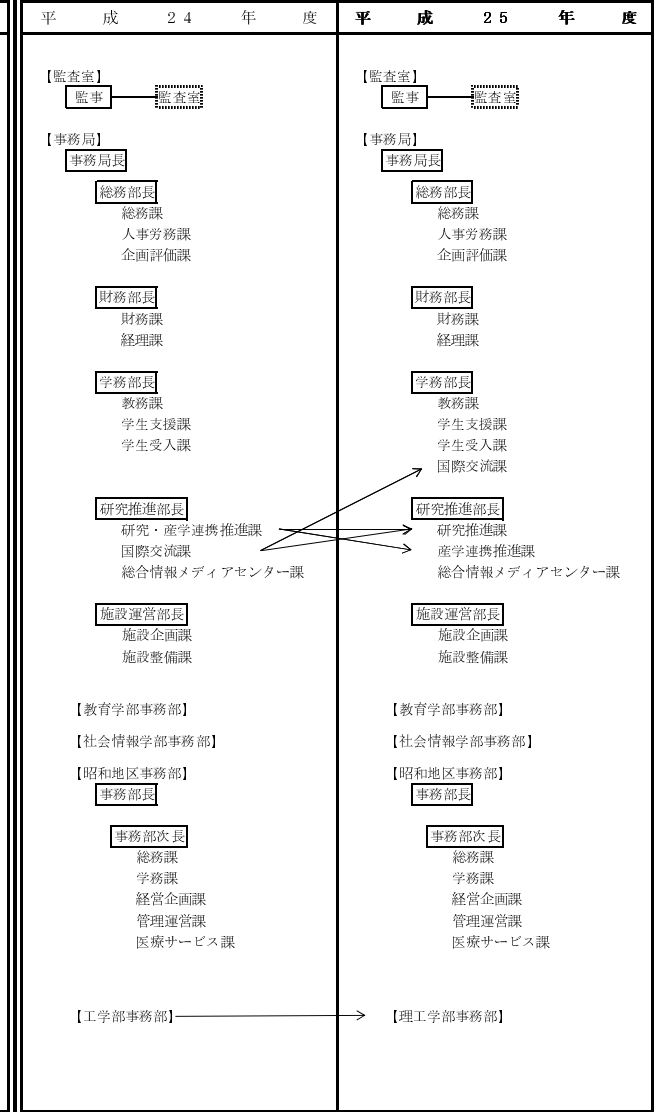 平成24年度
【監査室】
監事 監査室
【事務局】
事務局長
総務部長
総務課
人事労務課
企画評価課
財務部長
財務課
経理課
学務部長
教務課
学生支援課
学生受入課
研究推進部長
研究・産学連携推進課
国際交流課
総合情報メディアセンター課
施設運営部長
施設企画課
施設整備課
【教育学部事務部】
【社会情報学部事務部】
【昭和地区事務部】
事務部長
事務部次長
総務課
学務課
経営企画課
管理運営課
医療サービス課
【工学部事務部】
平成25年度
【監査室】
監事 監査室
【事務局】
事務局長
総務部長
総務課
人事労務課
企画評価課
財務部長
財務課
経理課
学務部長
教務課
学生支援課
学生受入課
国際交流課
研究推進部長
研究推進課
産学連携推進課
総合情報メディアセンター課
施設運営部長
施設企画課
施設整備課
【教育学部事務部】
【社会情報学部事務部】
【昭和地区事務部】
事務部長
事務部次長
総務課
学務課
経営企画課
管理運営課
医療サービス課
【理工学部事務部】